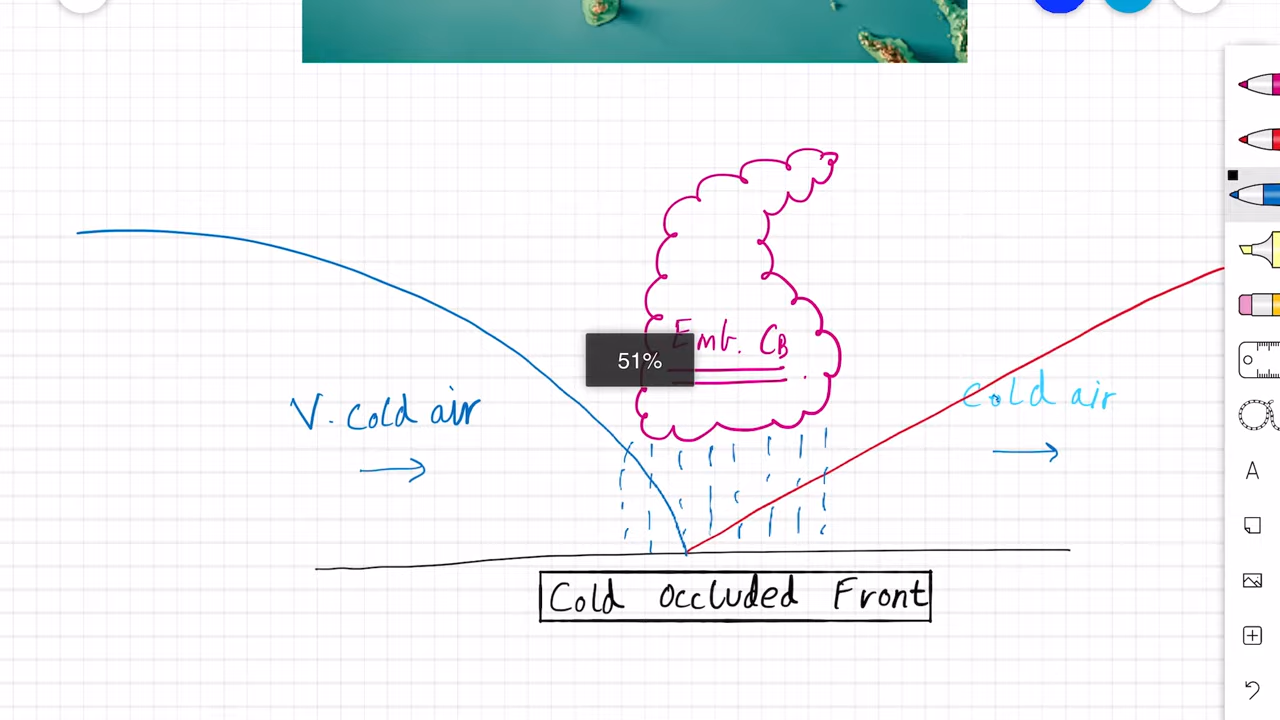 Emb. CB
51%
V. Cold air
Cold air
Cold Occluded Front
A